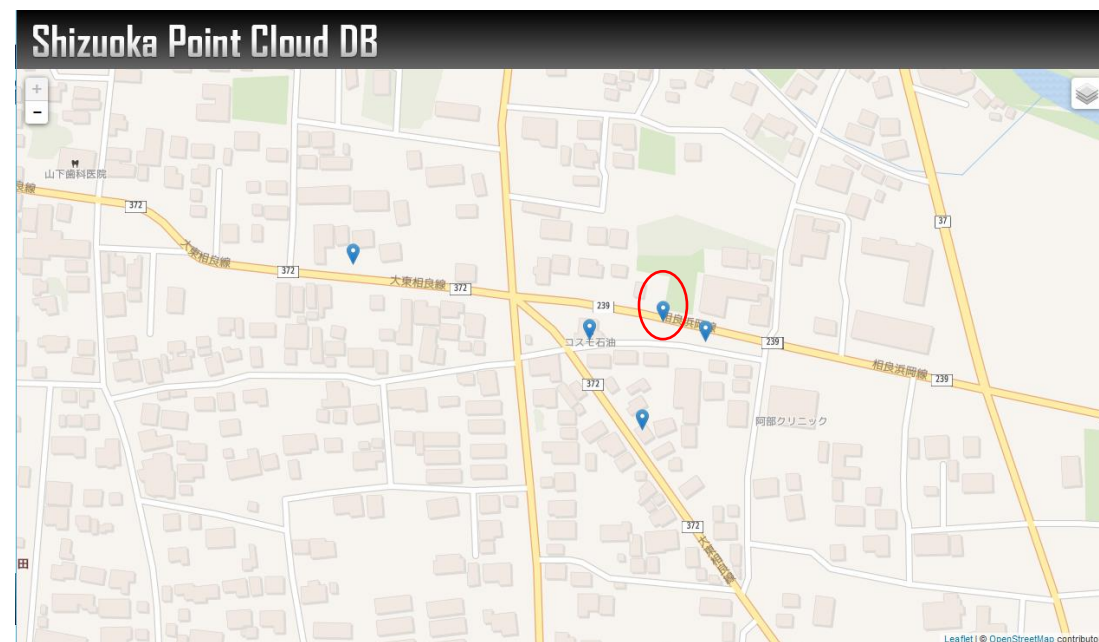 Shizuoka Point Cloud DB
+
−
山下歯科医院
良線
372
大東相良線
372
大東相良線
372
37
239
相良浜岡線
コスモ石油
239
相良浜岡線
239
372
阿部クリニック
372
大東相良線
田
Leaflet | © OpenStreetMap contributo